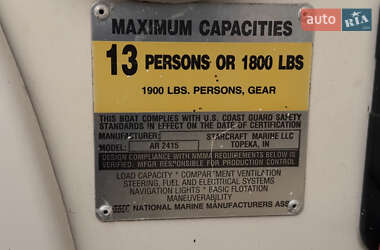 auto RIA.com
MAXIMUM CAPACITIES
13 PERSONS OR 1800 LBS
1900 LBS. PERSONS, GEAR
THIS BOAT COMPLIES WITH U.S. COAST GUARD SAFETY
STANDARDS IN EFFECT ON THE DATE OF CERTIFICATION
MANUFACTURER: STARCRAFT MARINE LLC
MODEL: AR 2415 TOPEKA, IN
DESIGN COMPLIANCE WITH NMMA REQUIREMENTS BELOW IS
VERIFIED. MFGR. RESPONSIBLE FOR PRODUCTION CONTROL
LOAD CAPACITY * COMPARTMENT VENTILATION
STEERING, FUEL AND ELECTRICAL SYSTEMS
NAVIGATION LIGHTS * BASIC FLOTATION
MANEUVERABILITY
NATIONAL MARINE MANUFACTURERS ASS